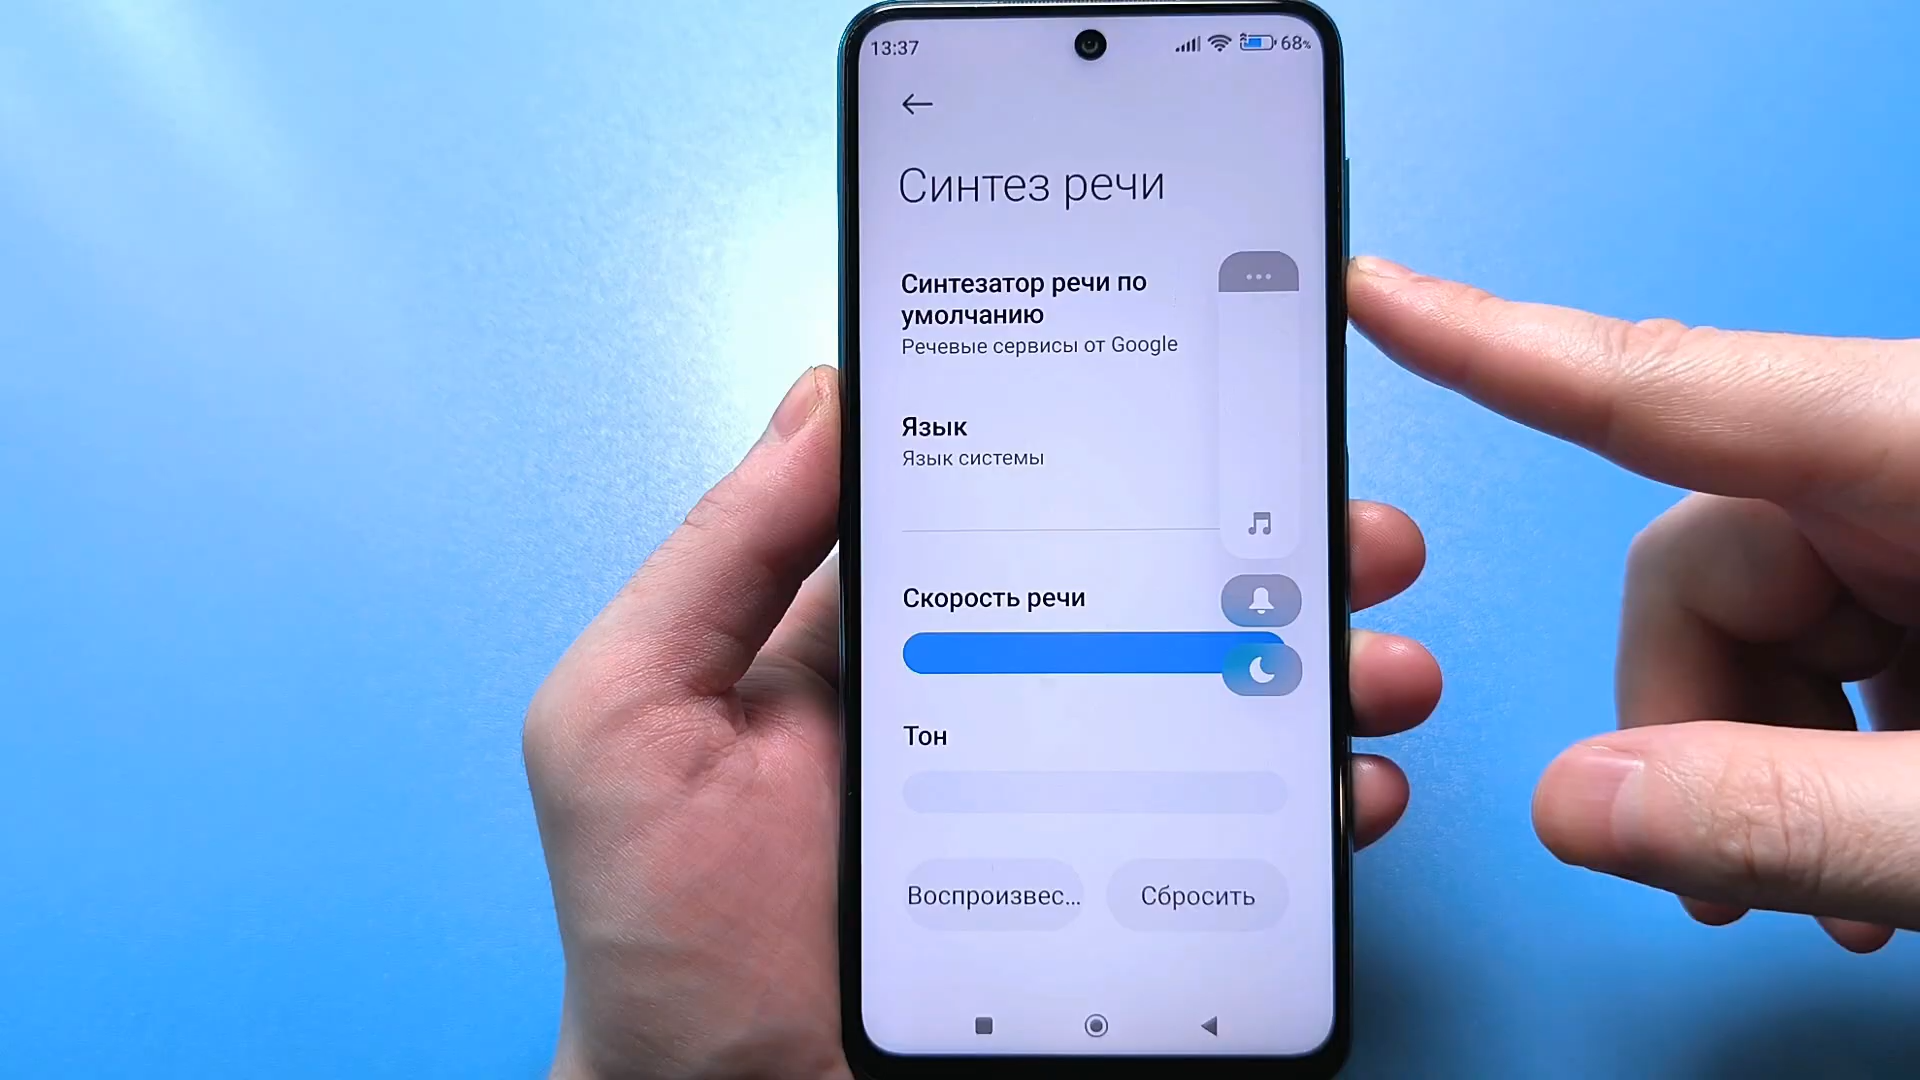 13:37
68%
Синтез речи
Синтезатор речи по
умолчанию
Речевые сервисы от Google
Язык
Язык системы
Скорость речи
Тон
Воспроизвес...
Сбросить